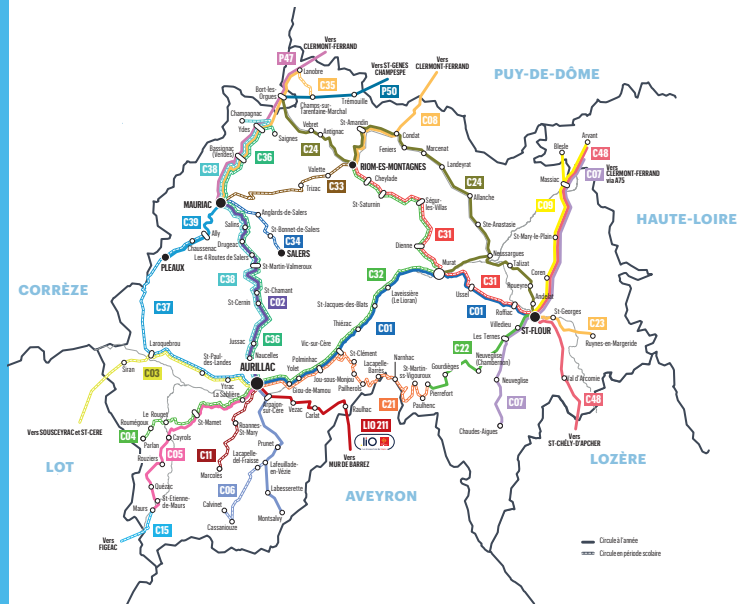 Vers
CLERMONT-FERRAND
P47
Lanobre
Vers ST-GENES
CHAMPESPE
Vers
CLERMONT-FERRAND
PUY-DE-DÔME
C35
Bort-les-
Orgues
Champs-sur-
Tarentaine-Marchal
Trémouille
P50
Champagnac
Ydes
Saignes
Vebret
Antignac
St-Amandin
Condat
C08
Feniers
Marcenat
Landeyrat
Arvant
Blesle
C48
C07
Vers
CLERMONT-FERRAND
via A75
Massiac
Bassignac
(Vendes)
C36
C24
RIOM-ES-MONTAGNES
C38
Valette
C33
Trizac
Cheylade
St-Saturnin
Ségur
les-Villas
C24
Allanche
HAUTE-LOIRE
MAURIAC
Anglards-de-Salers
C39
Ally
Salins
St-Bonnet-de-Salers
C34
SALERS
Drugeac
Chaussenac
Les 4 Routes de Salers
St-Martin-Valmeroux
PLEAUX
C31
Dienne
Ste-Anastasie
St-Mary-le-Plain
Neussargues
Talizat
Murat
Coren
Roueyre
Andelat
CORRÈZE
C37
C38
St-Chamant
C02
St-Cernin
C32
Laveissière
(Le Lioran)
St-Jacques-des-Blats
C31
Ussel
C01
Roffiac
St-Georges
ST-FLOUR
C23
Ruynes-en-Margeride
Villedieu
Les Ternes
Thiézac
C01
C36
Jussac
Naucelles
Vic-sur-Cère
Polminhac
Laroquebrou
St-Paul-
des-Landes
Siran
C03
AURILLAC
Yolet
St-Clément
Lacapelle-
Barrès
Narnhac
Gourdièges
C22
Neuvéglise
(Chambernon)
Jou-sous-Monjou
Pailherols
St-Martin-
ss-Vigouroux
Pierrefort
Neuveglise
Val d'Arcomie
C07
C48
Ytrac
La Sablière
Giou-de-Mamou
Arpajon-
sur-Cère
Vezac
Carlat
Raulhac
C21
Paulhenc
Le Rouget
St-Mamet
Roumégoux
Parlan
Vers SOUSCEYRAC et ST-CERE
C04
Cayrols
Roannes-
St-Mary
LIO 211
liO
Chaudes-Aigues
Vers
ST-CHÉLY-D'APCHER
Prunet
Rouziers
C05
C11
Lacapelle-
del-Fraisse
Lafeuillade-
en-Vézie
Vers
MUR DE BARREZ
LOZÈRE
LOT
Marcolès
C06
Quézac
Labesserette
AVEYRON
St-Etienne-
de-Maurs
Maurs
Calvinet
Cassaniouze
Montsalvy
C15
Vers
FIGEAC
Circule à l'année
Circule en période scolaire